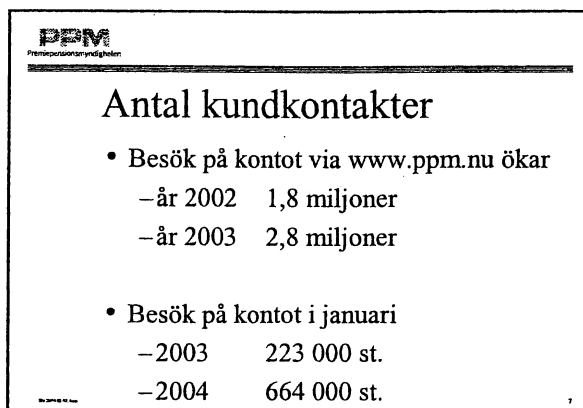 PPM
Premiepensionsmyndigheten
Antal kundkontakter
• Besök på kontot via www.ppm.nu ökar
–år 2002 1,8 miljoner
–år 2003 2,8 miljoner
• Besök på kontot i januari
–2003 223 000 st.
–2004 664 000 st.
7